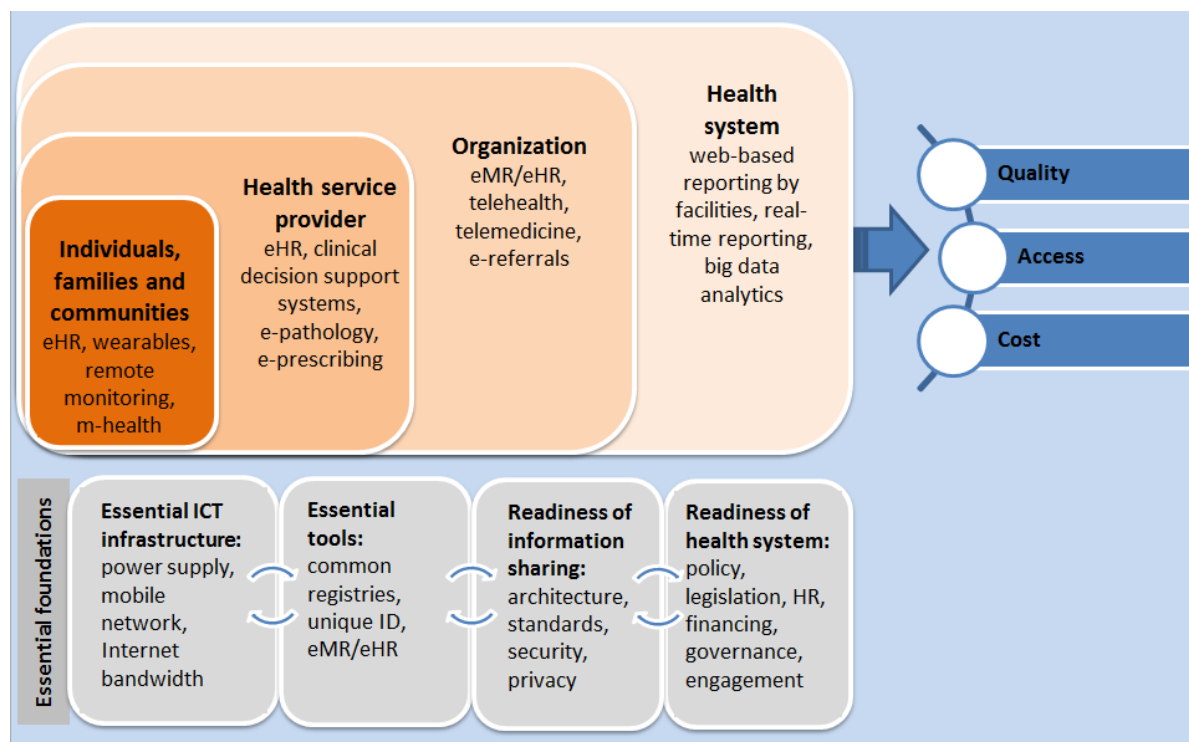 Individuals,
families and
communities
eHR, wearables,
remote
monitoring,
m-health
Health service
provider
eHR, clinical
decision support
systems,
e-pathology,
e-prescribing
Organization
eMR/eHR,
telehealth,
telemedicine,
e-referrals
Health
system
web-based
reporting by
facilities, real-
time reporting,
big data
analytics
Quality
Access
Cost
Essential foundations
Essential ICT
infrastructure:
power supply,
mobile
network,
Internet
bandwidth
Essential
tools:
common
registries,
unique ID,
eMR/eHR
Readiness of
information
sharing:
architecture,
standards,
security,
privacy
Readiness of
health system:
policy,
legislation, HR,
financing,
governance,
engagement